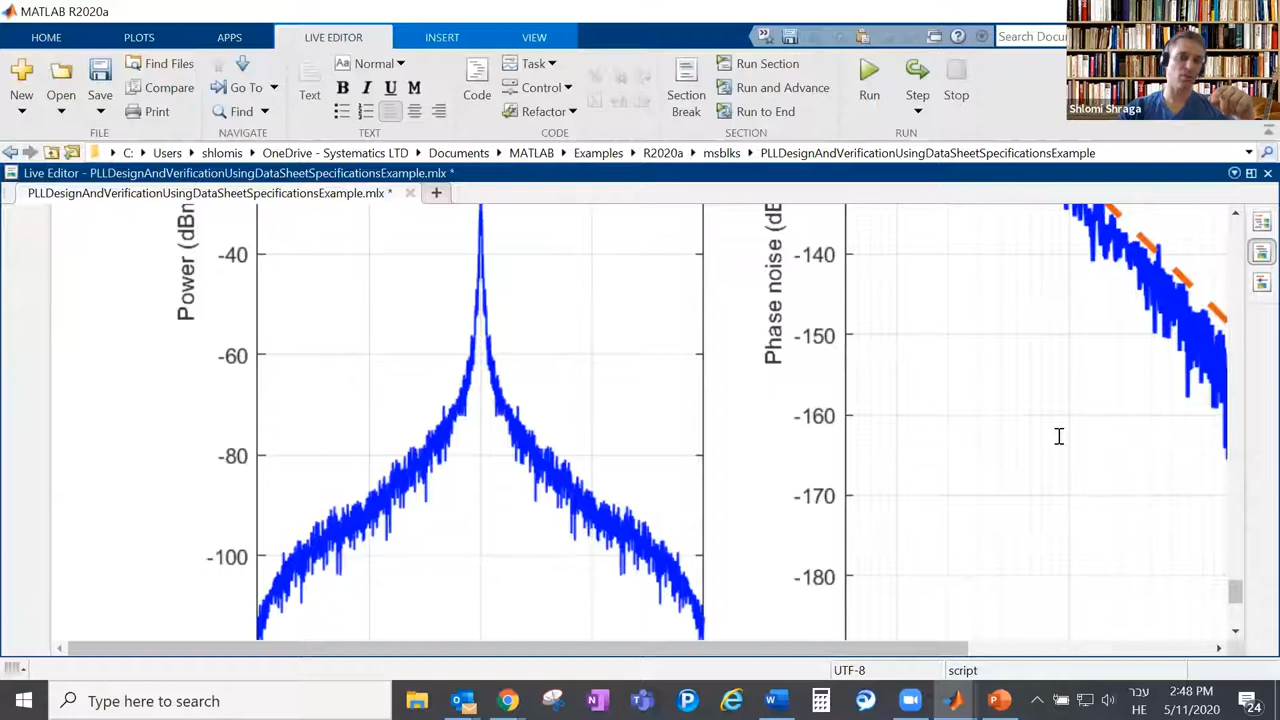 MATLAB R2020a
HOME PLOTS APPS LIVE EDITOR INSERT VIEW Search Docu
New Open Save Find Files Compare Print Go To Find Text Aa Normal B I U M Code Task Control Refactor Section Break Run Section Run and Advance Run to End Run Step Stop
Shlomi Shraga
FILE NAVIGATE TEXT CODE SECTION RUN
C: Users shlomis OneDrive - Systematics LTD Documents MATLAB Examples R2020a msblks PLLDesignAndVerificationUsingDataSheetSpecificationsExample
Live Editor - PLLDesignAndVerificationUsingDataSheetSpecificationsExample.mlx *
PLLDesignAndVerificationUsingDataSheetSpecificationsExample.mlx *
Power (dBm
-40
-60
-80
-100
Phase noise (dB
-140
-150
-160
-170
-180
UTF-8 script
Type here to search
עבר
HE
2:48 PM
5/11/2020
24